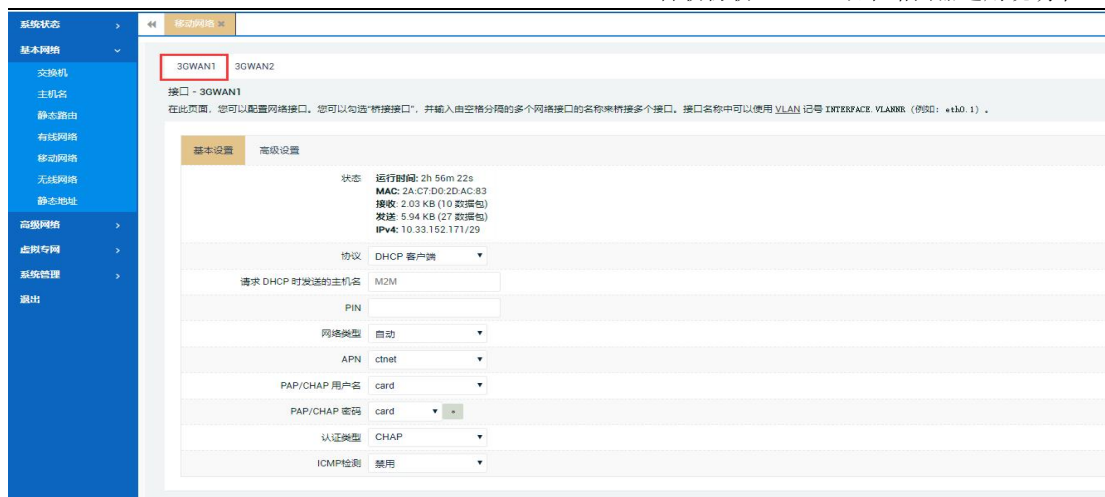 系统状态
移动网络
基本网络
交换机
主机名
静态路由
有线网络
移动网络
无线网络
静态地址
高级网络
虚拟专网
系统管理
退出
3GWAN1 3GWAN2
接口 - 3GWAN1
在此页面，您可以配置网络接口。您可以勾选“桥接接口”，并输入由空格分隔的多个网络接口的名称来桥接多个接口。接口名称中可以使用 VLAN 记号 INTERFACE.VLANNR (例如: eth0.1) 。
基本设置 高级设置
状态 运行时间: 2h 56m 22s
MAC: 2A:C7:D0:2D:AC:83
接收: 2.03 KB (10 数据包)
发送: 5.94 KB (27 数据包)
IPv4: 10.33.152.171/29
协议 DHCP 客户端
请求 DHCP 时发送的主机名 M2M
PIN
网络类型 自动
APN ctnet
PAP/CHAP 用户名 card
PAP/CHAP 密码 card
认证类型 CHAP
ICMP检测 禁用